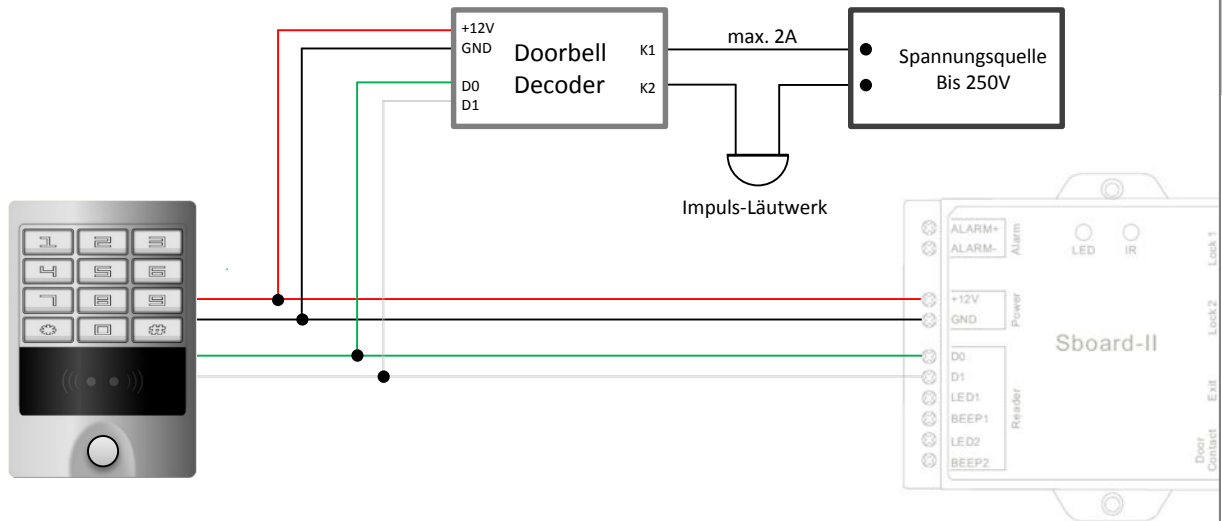 +12V
GND
D0
D1
Doorbell
Decoder
K1
K2
max. 2A
Spannungsquelle
Bis 250V
Impuls-Läutwerk
1 2 3
4 5 6
7 8 9
0 #
ALARM+
ALARM-
Alarm
LED
IR
Lock 1
+12V
GND
Power
Lock2
Sboard-II
D0
D1
LED1
BEEP1
LED2
BEEP2
Reader
Exit
Door
Contact